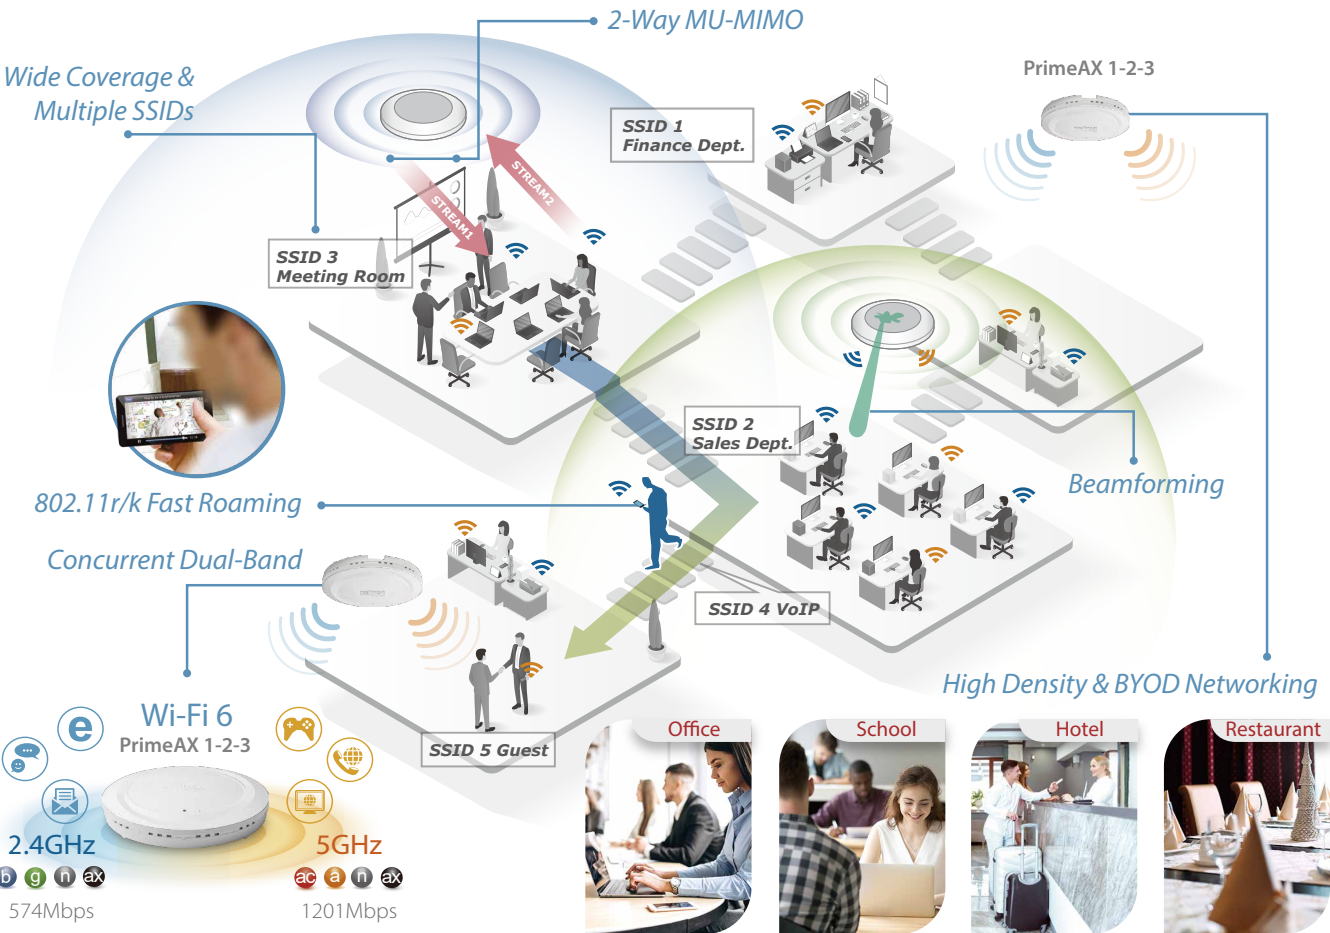 2-Way MU-MIMO
Wide Coverage &
Multiple SSIDs
PrimeAX 1-2-3
SSID 1
Finance Dept.
STREAM1
STREAM2
SSID 3
Meeting Room
SSID 2
Sales Dept.
Beamforming
802.11r/k Fast Roaming
Concurrent Dual-Band
SSID 4 VoIP
High Density & BYOD Networking
SSID 5 Guest
Wi-Fi 6
PrimeAX 1-2-3
e
2.4GHz
b g n ax
574Mbps
5GHz
ac a n ax
1201Mbps
Office
School
Hotel
Restaurant